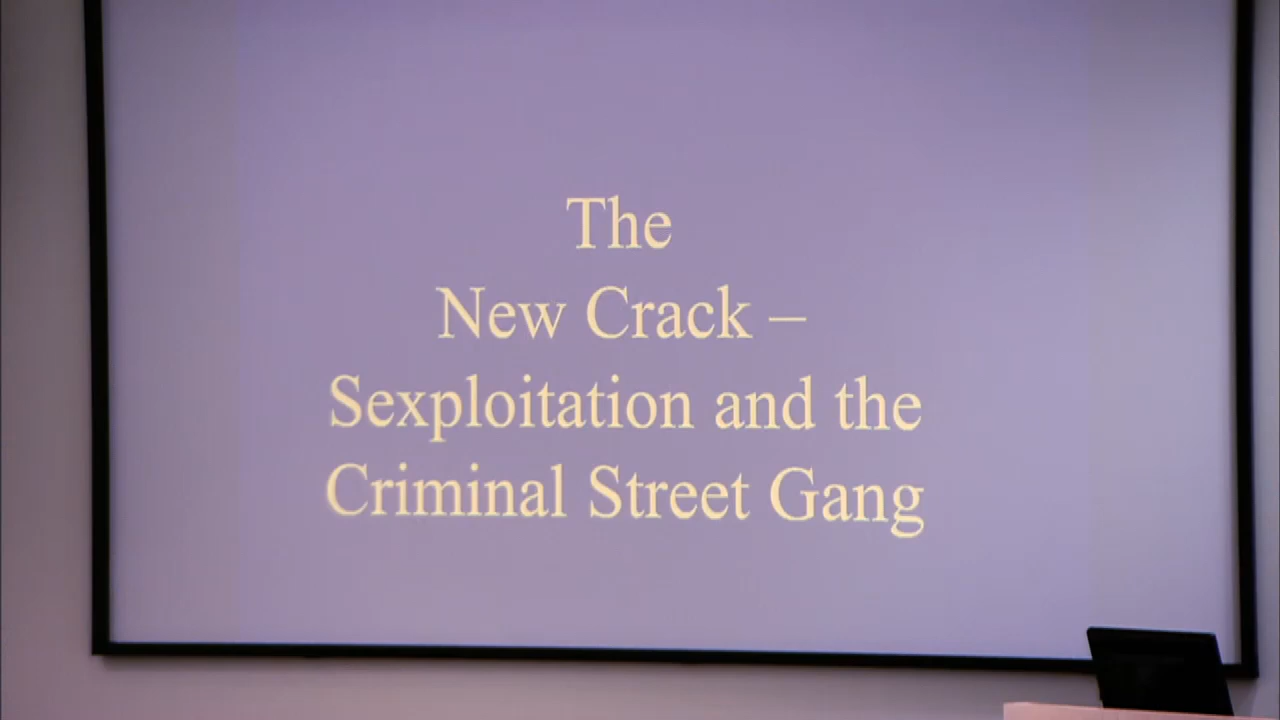 The
New Crack –
Sexploitation and the
Criminal Street Gang